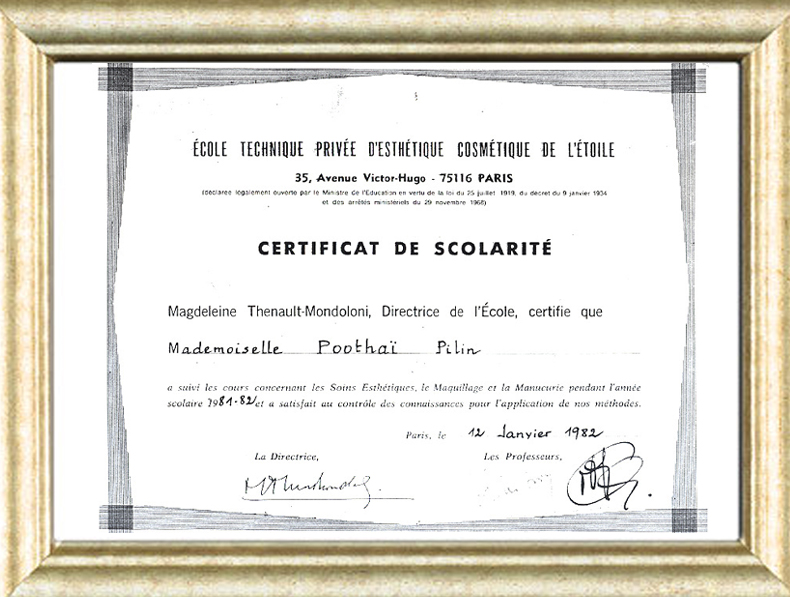 ÉCOLE TECHNIQUE PRIVÉE D'ESTHÉTIQUE COSMÉTIQUE DE L'ÉTOILE
35, Avenue Victor-Hugo - 75116 PARIS
(déclarée légalement ouverte par le Ministre de l'Education en vertu de la loi du 25 juillet 1919, du décret du 9 janvier 1934
et des arrêtés ministériels du 29 novembre 1968)
CERTIFICAT DE SCOLARITÉ
Magdeleine Thenault-Mondoloni, Directrice de l'École, certifie que
Mademoiselle Poothaï Pilin
a suivi les cours concernant les Soins Esthétiques, le Maquillage et la Manucurie pendant l'année
scolaire 1981-82 et a satisfait au contrôle des connaissances pour l'application de nos méthodes.
Paris, le 12 Janvier 1982
La Directrice, Les Professeurs,